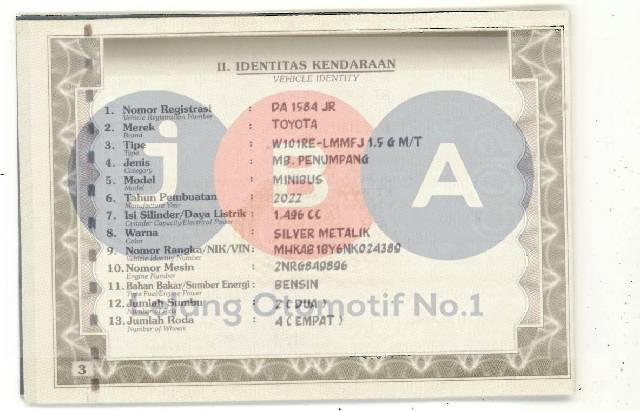 II. IDENTITAS KENDARAAN
VEHICLE IDENTITY
1. Nomor Registrasi : DA 1584 JR
Vehicle Registration Number
2. Merek : TOYOTA
Brand
3. Tipe : W101RE-LMMFJ 1.5 G M/T
Type
4. Jenis : MB. PENUMPANG
Category
5. Model : MINIBUS
Model
6. Tahun Pembuatan : 2022
Manufacture Year
7. Isi Silinder/Daya Listrik : 1.496 CC
Cylinder Capacity/Electrical Power
8. Warna : SILVER METALIK
Color
9. Nomor Rangka/NIK/VIN : MHKAB1BY6NK024389
Vehicle Identity Number
10. Nomor Mesin : 2NRG849896
Engine Number
11. Bahan Bakar/Sumber Energi : BENSIN
Type Fuel/Engine Power
12. Jumlah Sumbu : 2 ( DUA )
Number of Axle
13. Jumlah Roda : 4 ( EMPAT )
Number of Wheels
3
jBA
Lelang Otomotif No.1